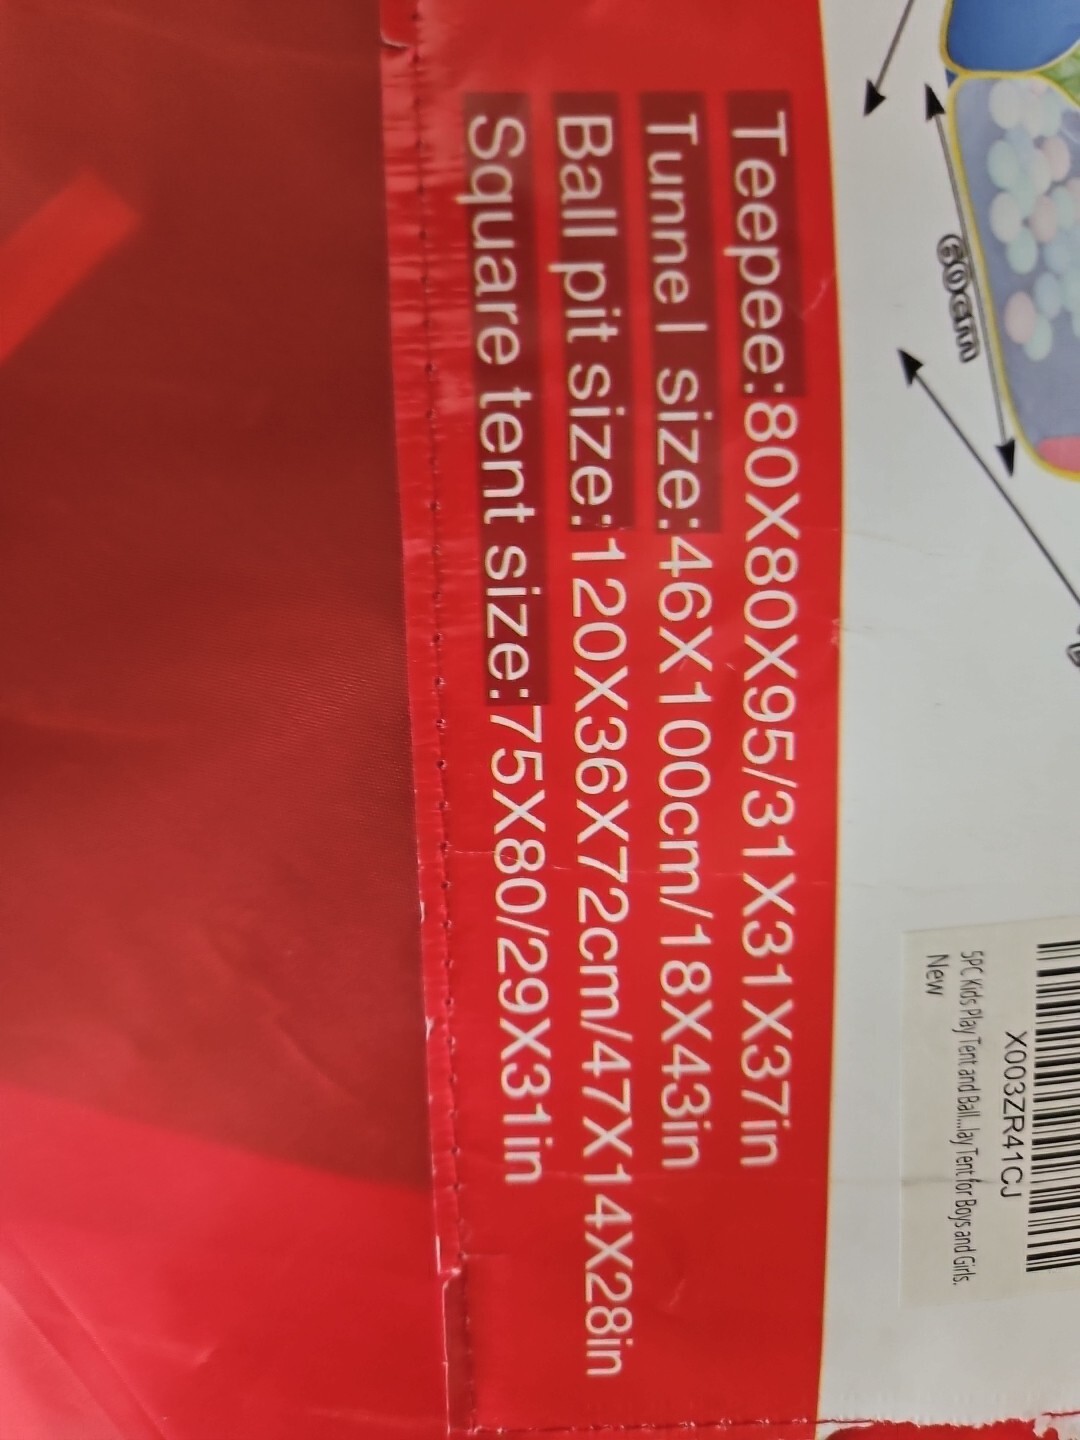 Teepee:80X80X95/31X31X37in
Tunnel size:46X100cm/18X43in
Ball pit size:120X36X72cm/47X14X28in
Square tent size:75X80/29X31in
60cm
X003ZR41CJ
5PC Kids Play Tent and Ball...lay Tent for Boys and Girls.
New